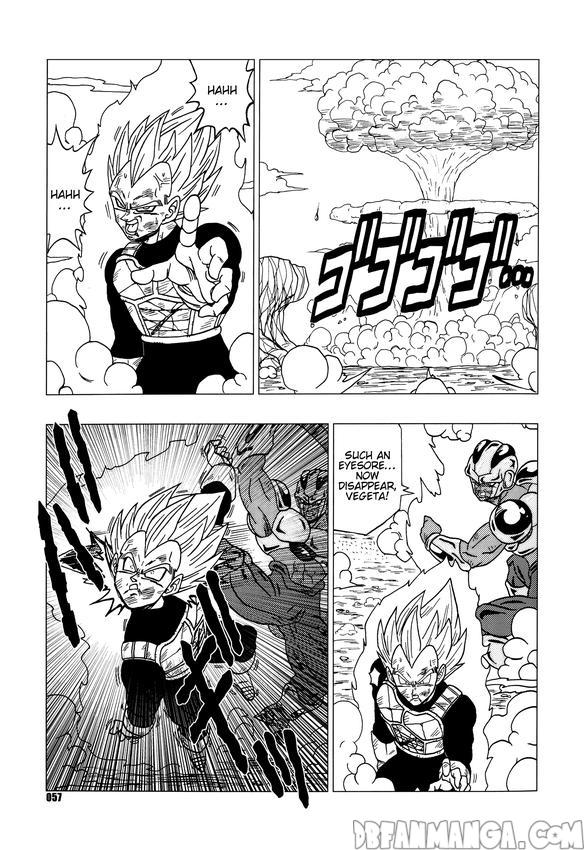 ゴゴゴゴ...
HAHH
...
HAHH
...
SUCH AN
EYESORE...
NOW
DISAPPEAR,
VEGETA!
057
DBFANMANGA.COM